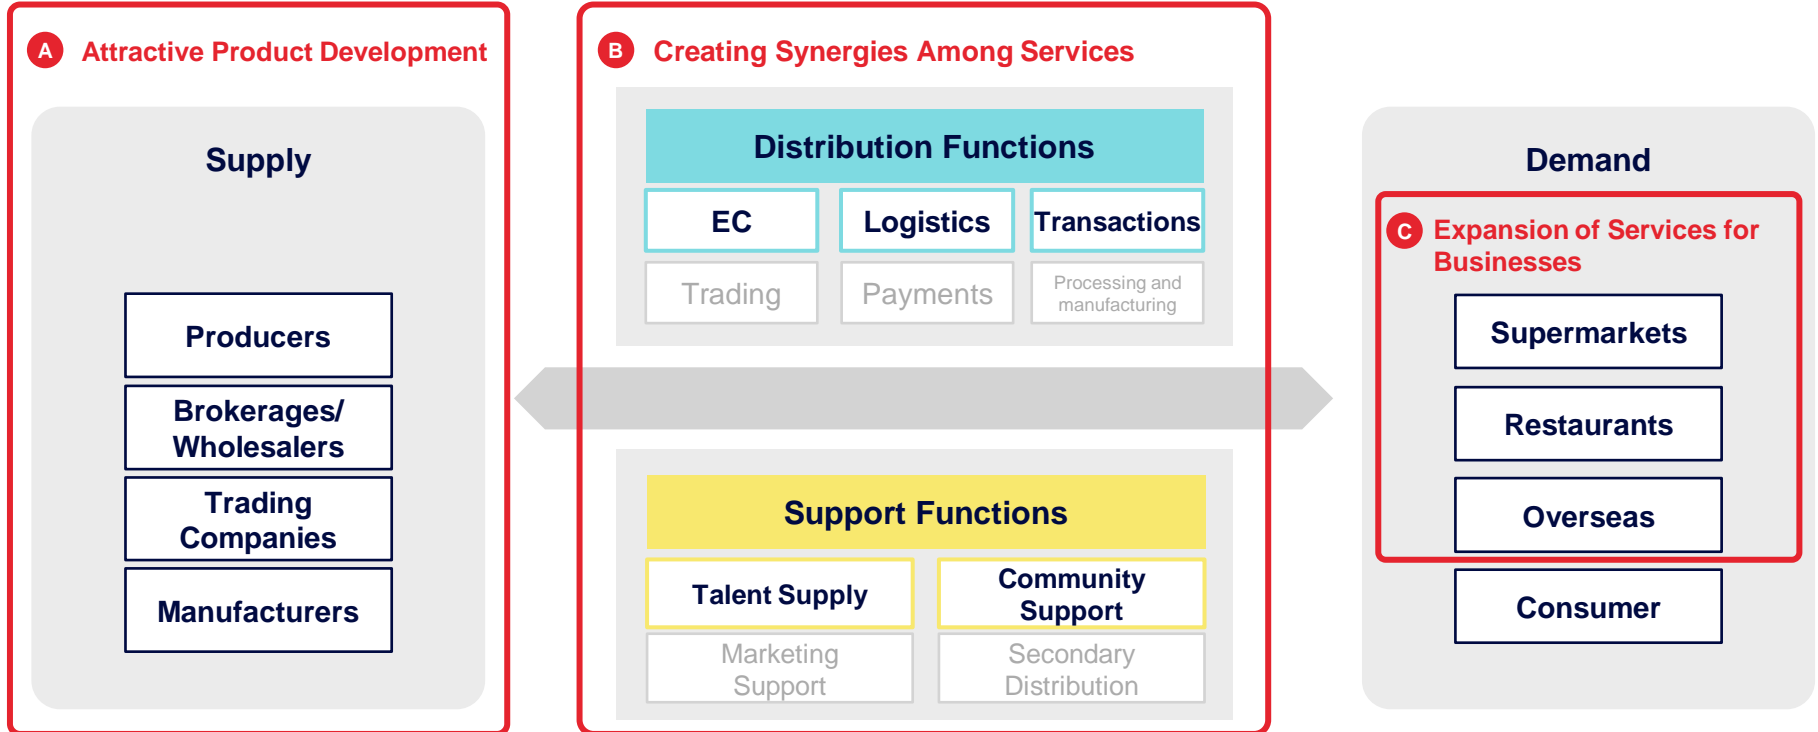 A Attractive Product Development
Supply
Producers
Brokerages/
Wholesalers
Trading
Companies
Manufacturers
B Creating Synergies Among Services
Distribution Functions
EC
Logistics
Transactions
Trading
Payments
Processing and
manufacturing
Support Functions
Talent Supply
Community
Support
Marketing
Support
Secondary
Distribution
Demand
C Expansion of Services for
Businesses
Supermarkets
Restaurants
Overseas
Consumer